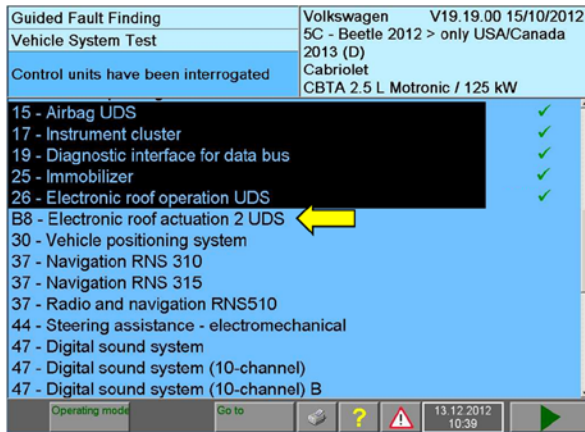 Guided Fault Finding
Vehicle System Test
Control units have been interrogated
Volkswagen V19.19.00 15/10/2012
5C - Beetle 2012 > only USA/Canada
2013 (D)
Cabriolet
CBTA 2.5 L Motronic / 125 kW
15 - Airbag UDS
17 - Instrument cluster
19 - Diagnostic interface for data bus
25 - Immobilizer
26 - Electronic roof operation UDS
B8 - Electronic roof actuation 2 UDS
30 - Vehicle positioning system
37 - Navigation RNS 310
37 - Navigation RNS 315
37 - Radio and navigation RNS510
44 - Steering assistance - electromechanical
47 - Digital sound system
47 - Digital sound system (10-channel)
47 - Digital sound system (10-channel) B
Operating mode
Go to
?
13.12.2012
10:39